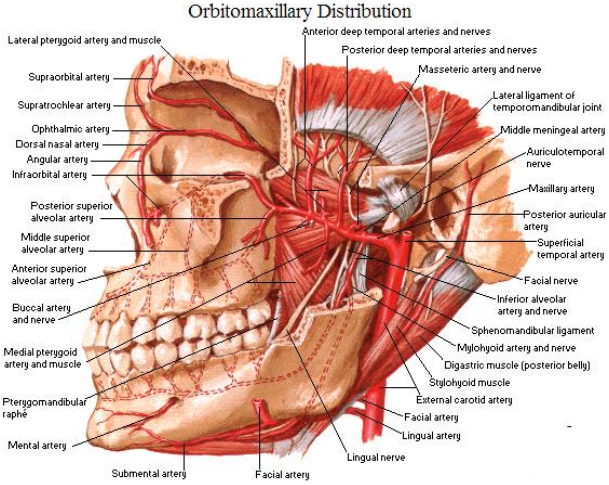 Orbitomaxillary Distribution
Lateral pterygoid artery and muscle
Supraorbital artery
Supratrochlear artery
Ophthalmic artery
Dorsal nasal artery
Angular artery
Infraorbital artery
Posterior superior
alveolar artery
Middle superior
alveolar artery
Anterior superior
alveolar artery
Buccal artery
and nerve
Medial pterygoid
artery and muscle
Pterygomandibular
raphé
Mental artery
Submental artery
Facial artery
Lingual nerve
Anterior deep temporal arteries and nerves
Posterior deep temporal arteries and nerves
Masseteric artery and nerve
Lateral ligament of
temporomandibular joint
Middle meningeal artery
Auriculotemporal
nerve
Maxillary artery
Posterior auricular
artery
Superficial
temporal artery
Facial nerve
Inferior alveolar
artery and nerve
Sphenomandibular ligament
Mylohyoid artery and nerve
Digastric muscle (posterior belly)
Stylohyoid muscle
External carotid artery
Facial artery
Lingual artery